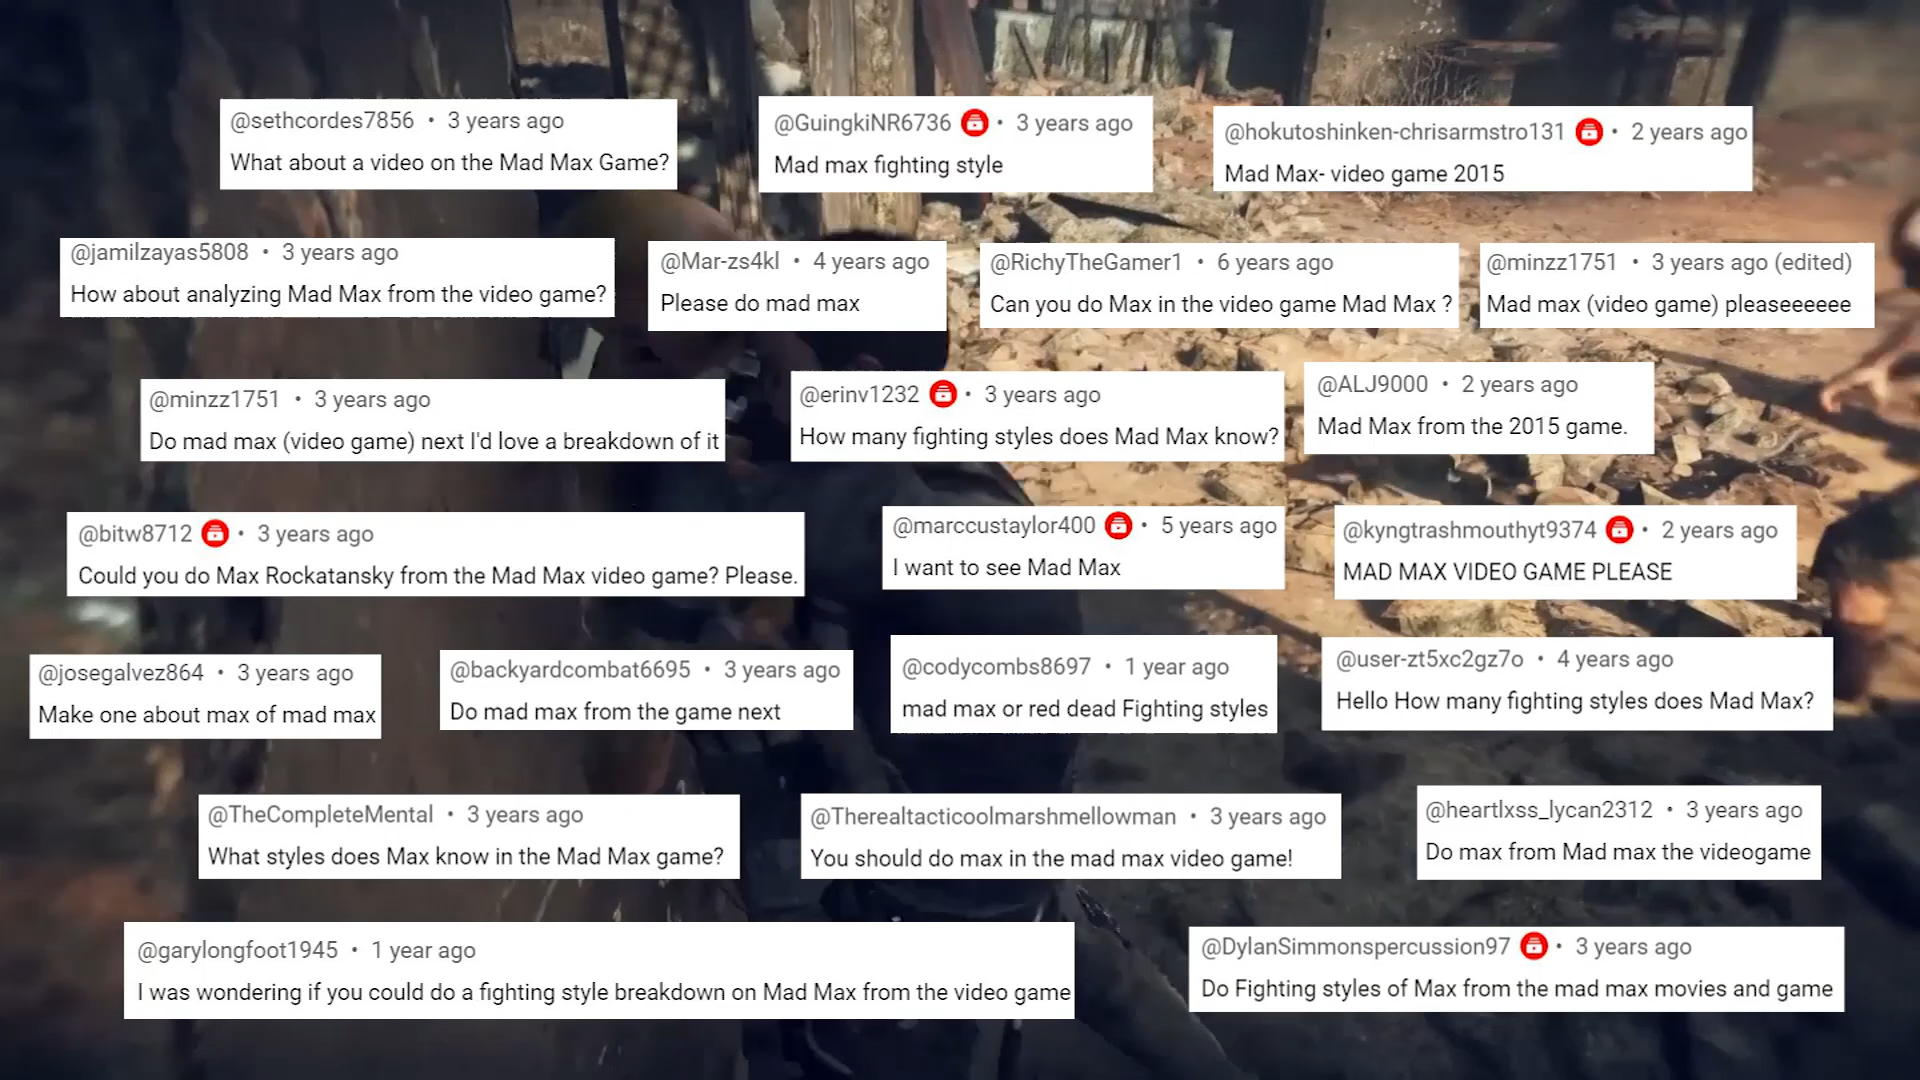 @sethcordes7856 • 3 years ago
What about a video on the Mad Max Game?
@GuingkiNR6736 • 3 years ago
Mad max fighting style
@hokutoshinken-chrisarmstro131 • 2 years ago
Mad Max- video game 2015
@jamilzayas5808 • 3 years ago
How about analyzing Mad Max from the video game?
@Mar-zs4kl • 4 years ago
Please do mad max
@RichyTheGamer1 • 6 years ago
Can you do Max in the video game Mad Max ?
@minzz1751 • 3 years ago (edited)
Mad max (video game) pleaseeeeee
@minzz1751 • 3 years ago
Do mad max (video game) next I'd love a breakdown of it
@erinv1232 • 3 years ago
How many fighting styles does Mad Max know?
@ALJ9000 • 2 years ago
Mad Max from the 2015 game.
@bitw8712 • 3 years ago
Could you do Max Rockatansky from the Mad Max video game? Please.
@marccustaylor400 • 5 years ago
I want to see Mad Max
@kyngtrashmouthyt9374 • 2 years ago
MAD MAX VIDEO GAME PLEASE
@josegalvez864 • 3 years ago
Make one about max of mad max
@backyardcombat6695 • 3 years ago
Do mad max from the game next
@codycombs8697 • 1 year ago
mad max or red dead Fighting styles
@user-zt5xc2gz7o • 4 years ago
Hello How many fighting styles does Mad Max?
@TheCompleteMental • 3 years ago
What styles does Max know in the Mad Max game?
@Therealtacticoolmarshmellowman • 3 years ago
You should do max in the mad max video game!
@heartlxss_lycan2312 • 3 years ago
Do max from Mad max the videogame
@garylongfoot1945 • 1 year ago
I was wondering if you could do a fighting style breakdown on Mad Max from the video game
@DylanSimmonspercussion97 • 3 years ago
Do Fighting styles of Max from the mad max movies and game